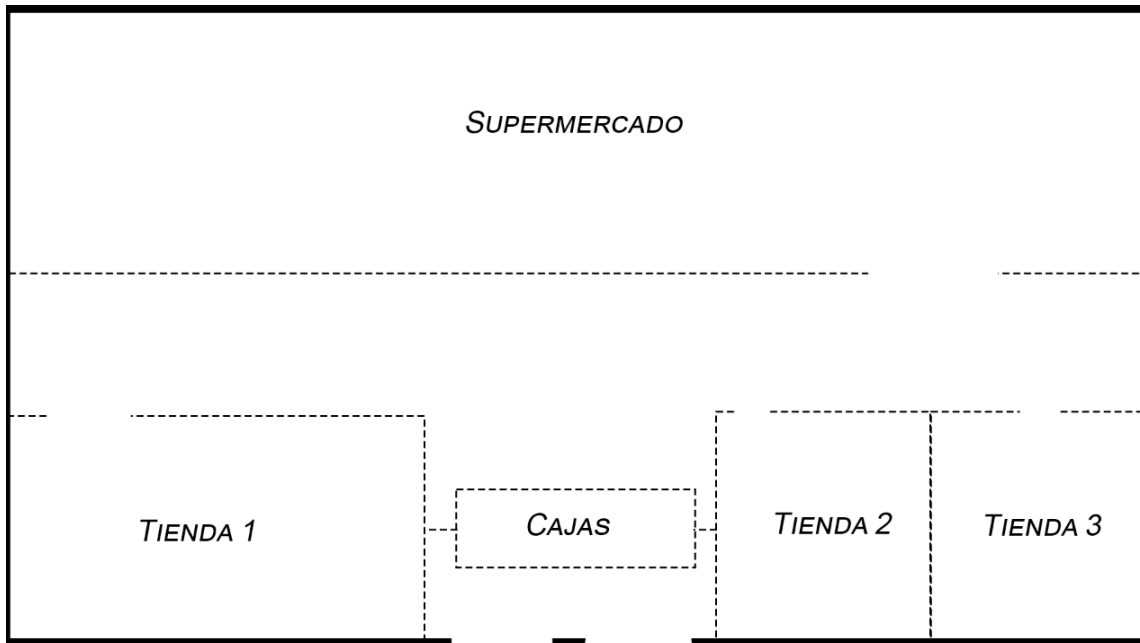 SUPERMERCADO
TIENDA 1
CAJAS
TIENDA 2
TIENDA 3